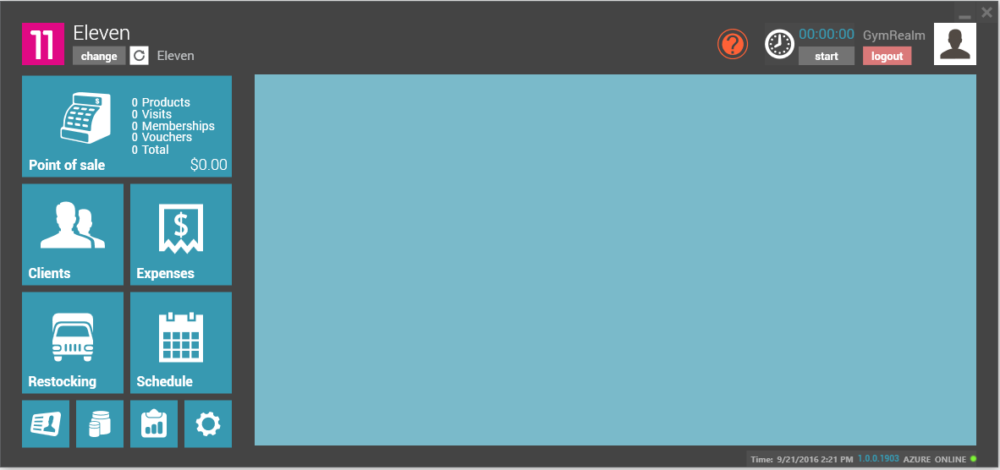 11
Eleven
change
Eleven
?
00:00:00
start
GymRealm
logout
$
0 Products
0 Visits
0 Memberships
0 Vouchers
0 Total
Point of sale
$0.00
Clients
$
Expenses
Restocking
Schedule
Time: 9/21/2016 2:21 PM 1.0.0.1903 AZURE ONLINE